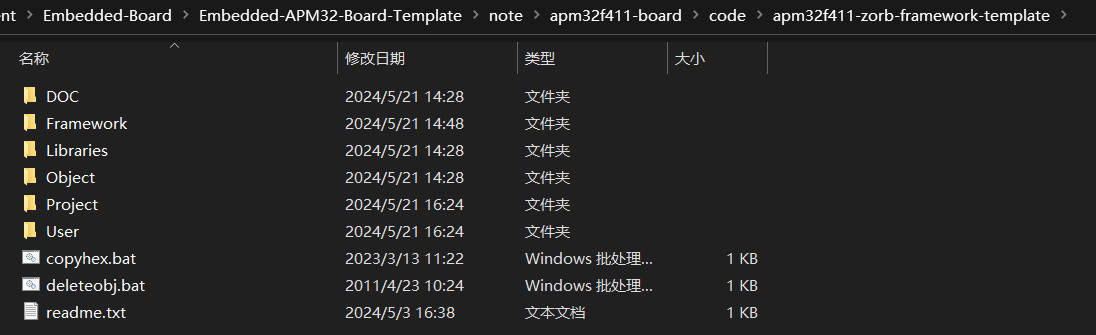 nt > Embedded-Board > Embedded-APM32-Board-Template > note > apm32f411-board > code > apm32f411-zorb-framework-template >
名称 修改日期 类型 大小
DOC 2024/5/21 14:28 文件夹
Framework 2024/5/21 14:48 文件夹
Libraries 2024/5/21 14:28 文件夹
Object 2024/5/21 14:28 文件夹
Project 2024/5/21 16:24 文件夹
User 2024/5/21 16:24 文件夹
copyhex.bat 2023/3/13 11:22 Windows 批处理... 1 KB
deleteobj.bat 2011/4/23 10:24 Windows 批处理... 1 KB
readme.txt 2024/5/3 16:38 文本文档 1 KB